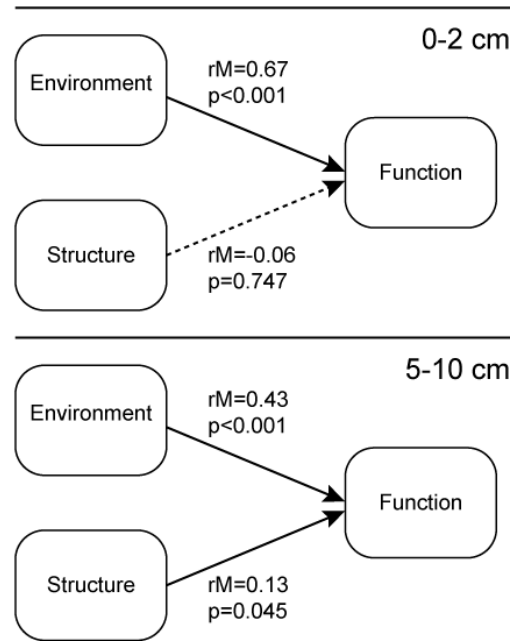 0-2 cm
Environment
rM=0.67
p<0.001
Function
Structure
rM=-0.06
p=0.747
5-10 cm
Environment
rM=0.43
p<0.001
Function
Structure
rM=0.13
p=0.045